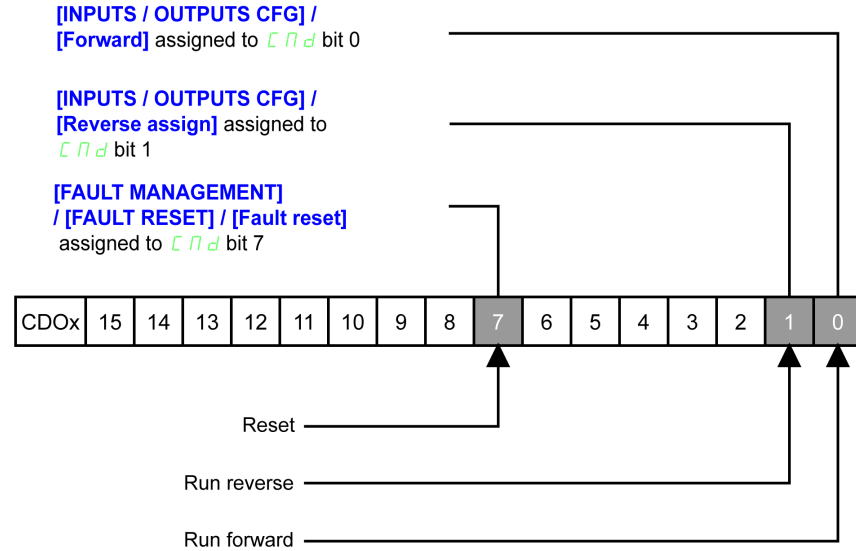 [INPUTS / OUTPUTS CFG] /
[Forward] assigned to CMd bit 0
[INPUTS / OUTPUTS CFG] /
[Reverse assign] assigned to
CMd bit 1
[FAULT MANAGEMENT]
/ [FAULT RESET] / [Fault reset]
assigned to CMd bit 7
CDOx 15 14 13 12 11 10 9 8 7 6 5 4 3 2 1 0
Reset
Run reverse
Run forward